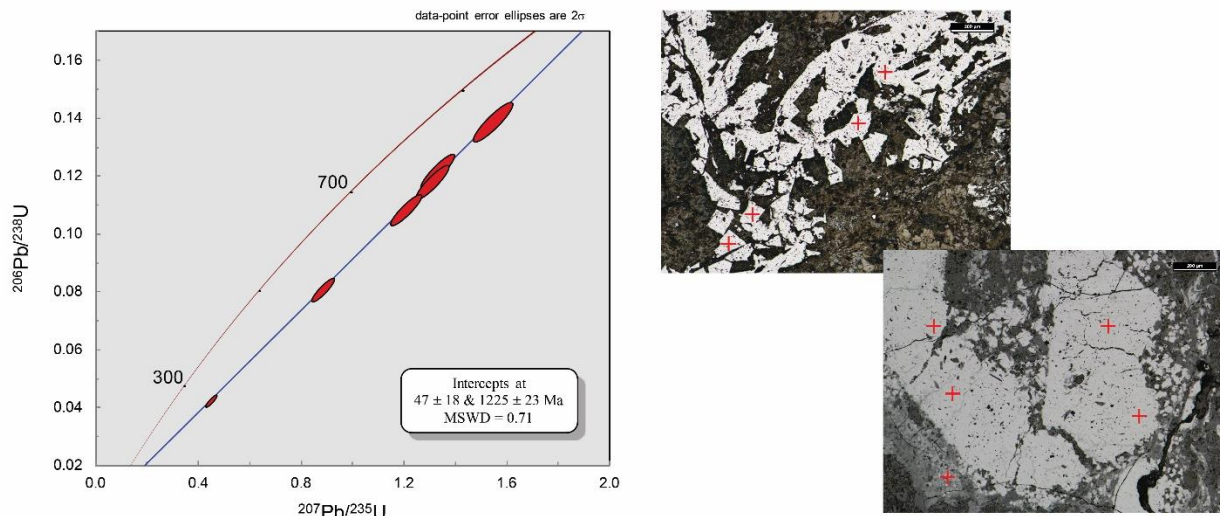 data-point error ellipses are 2σ
0.16
0.14
0.12
0.10
0.08
0.06
0.04
0.02
206Pb/238U
700
300
Intercepts at
47 ± 18 & 1225 ± 23 Ma
MSWD = 0.71
0.0 0.4 0.8 1.2 1.6 2.0
207Pb/235U
200 µm